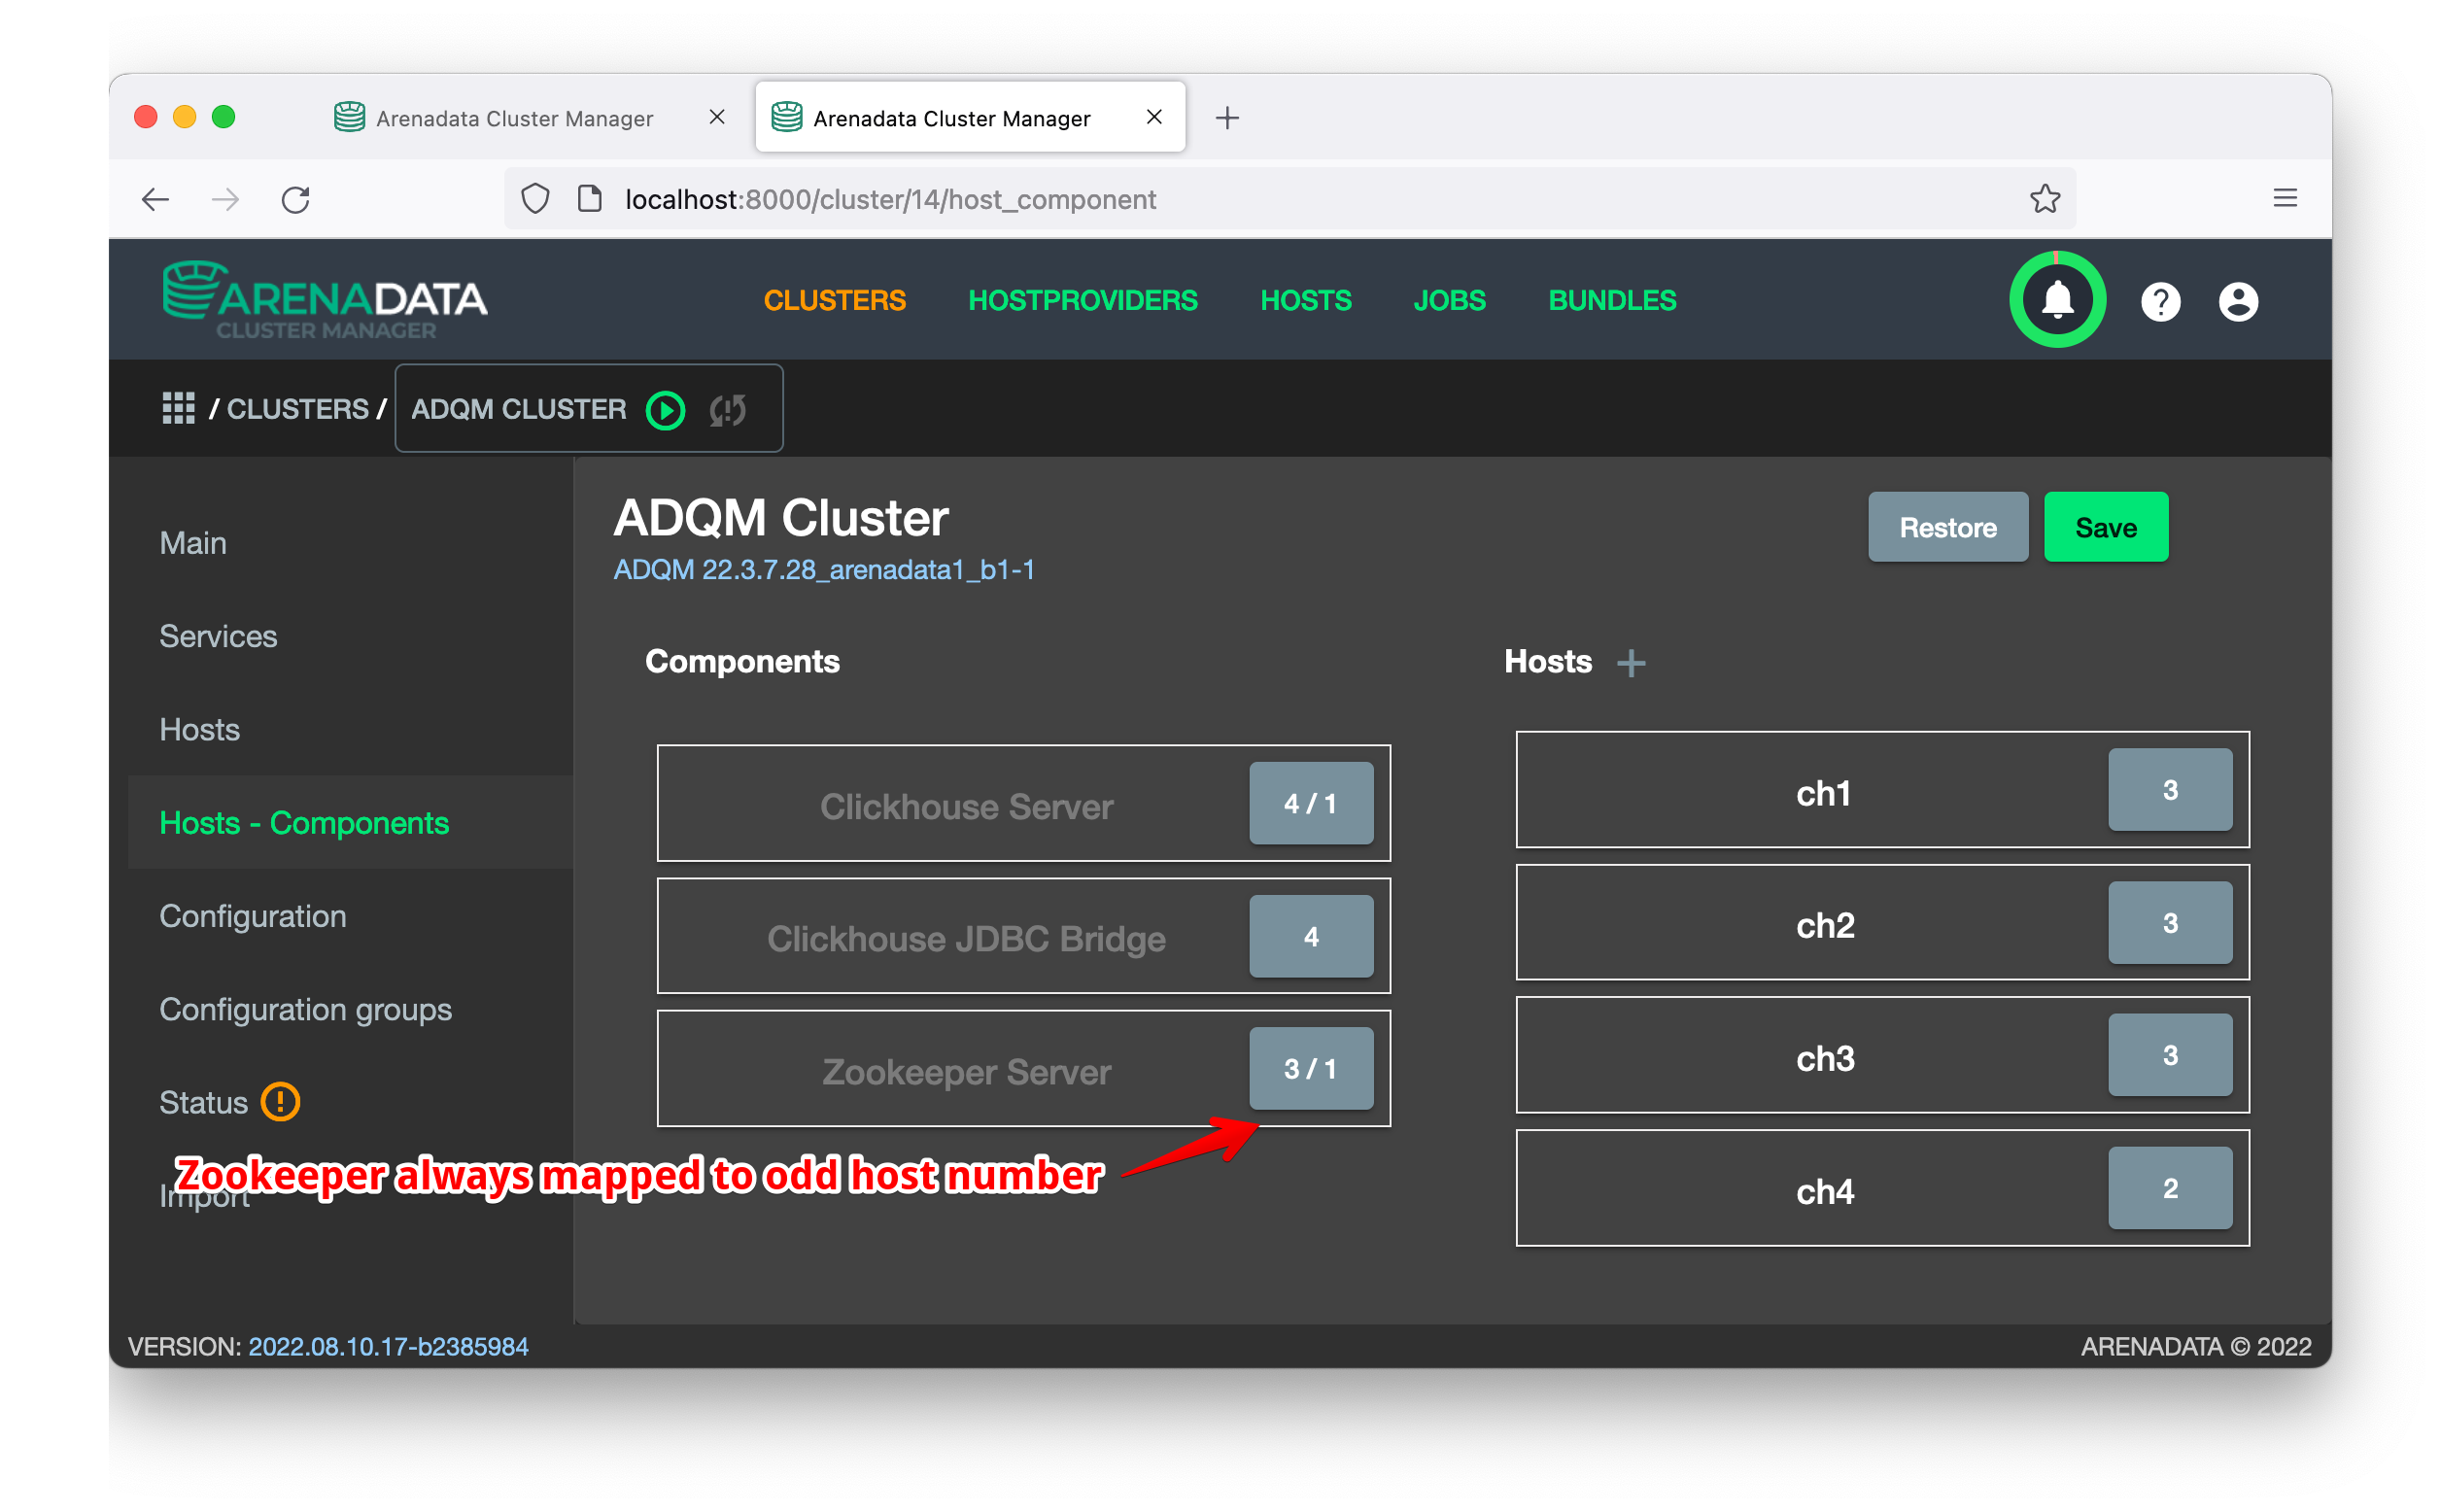 Arenadata Cluster Manager
Arenadata Cluster Manager
localhost:8000/cluster/14/host_component
ARENADATA
CLUSTER MANAGER
CLUSTERS HOSTPROVIDERS HOSTS JOBS BUNDLES
/ CLUSTERS / ADQM CLUSTER
Main
Services
Hosts
Hosts - Components
Configuration
Configuration groups
Status
Import
ADQM Cluster
ADQM 22.3.7.28_arenadata1_b1-1
Restore Save
Components
Clickhouse Server 4 / 1
Clickhouse JDBC Bridge 4
Zookeeper Server 3 / 1
Zookeeper always mapped to odd host number
Hosts
ch1 3
ch2 3
ch3 3
ch4 2
VERSION: 2022.08.10.17-b2385984
ARENADATA © 2022